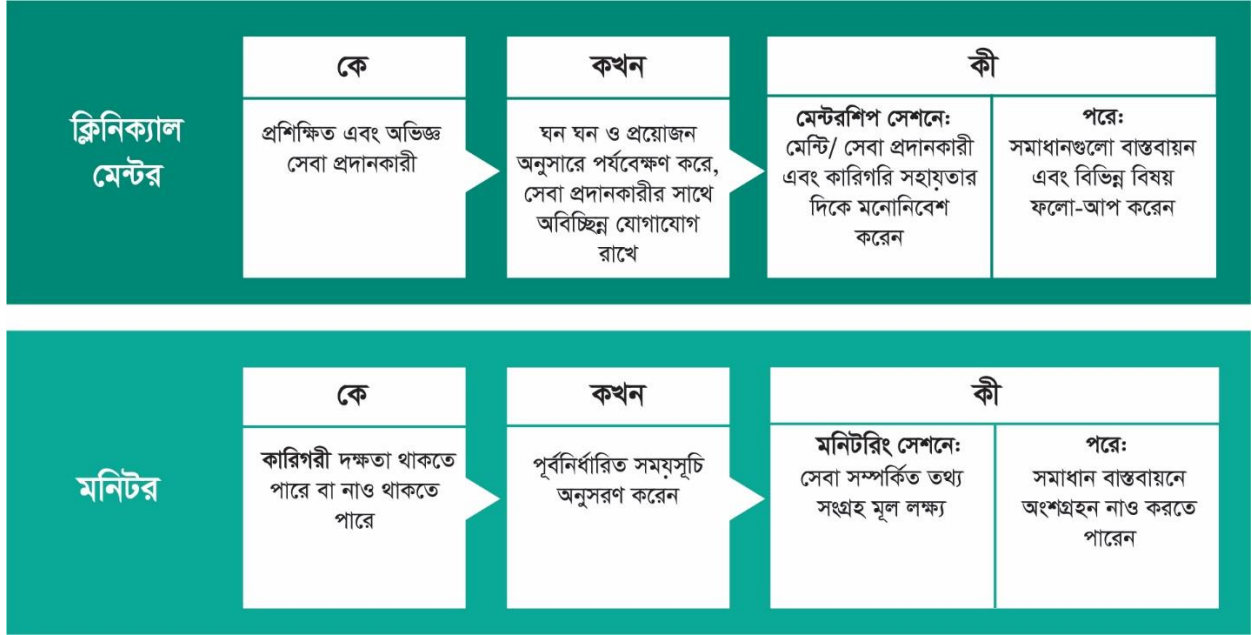 ক্লিনিক্যাল
মেন্টর
কে
প্রশিক্ষিত এবং অভিজ্ঞ
সেবা প্রদানকারী
কখন
ঘন ঘন ও প্রয়োজন
অনুসারে পর্যবেক্ষণ করে,
সেবা প্রদানকারীর সাথে
অবিচ্ছিন্ন যোগাযোগ
রাখে
কী
মেন্টরশিপ সেশনে:
মেন্টি/ সেবা প্রদানকারী
এবং কারিগরি সহায়তার
দিকে মনোনিবেশ
করেন
পরে:
সমাধানগুলো বাস্তবায়ন
এবং বিভিন্ন বিষয়
ফলো-আপ করেন
মনিটর
কে
কারিগরী দক্ষতা থাকতে
পারে বা নাও থাকতে
পারে
কখন
পূর্বনির্ধারিত সময়সূচি
অনুসরণ করেন
কী
মনিটরিং সেশনে:
সেবা সম্পর্কিত তথ্য
সংগ্রহ মূল লক্ষ্য
পরে:
সমাধান বাস্তবায়নে
অংশগ্রহন নাও করতে
পারেন